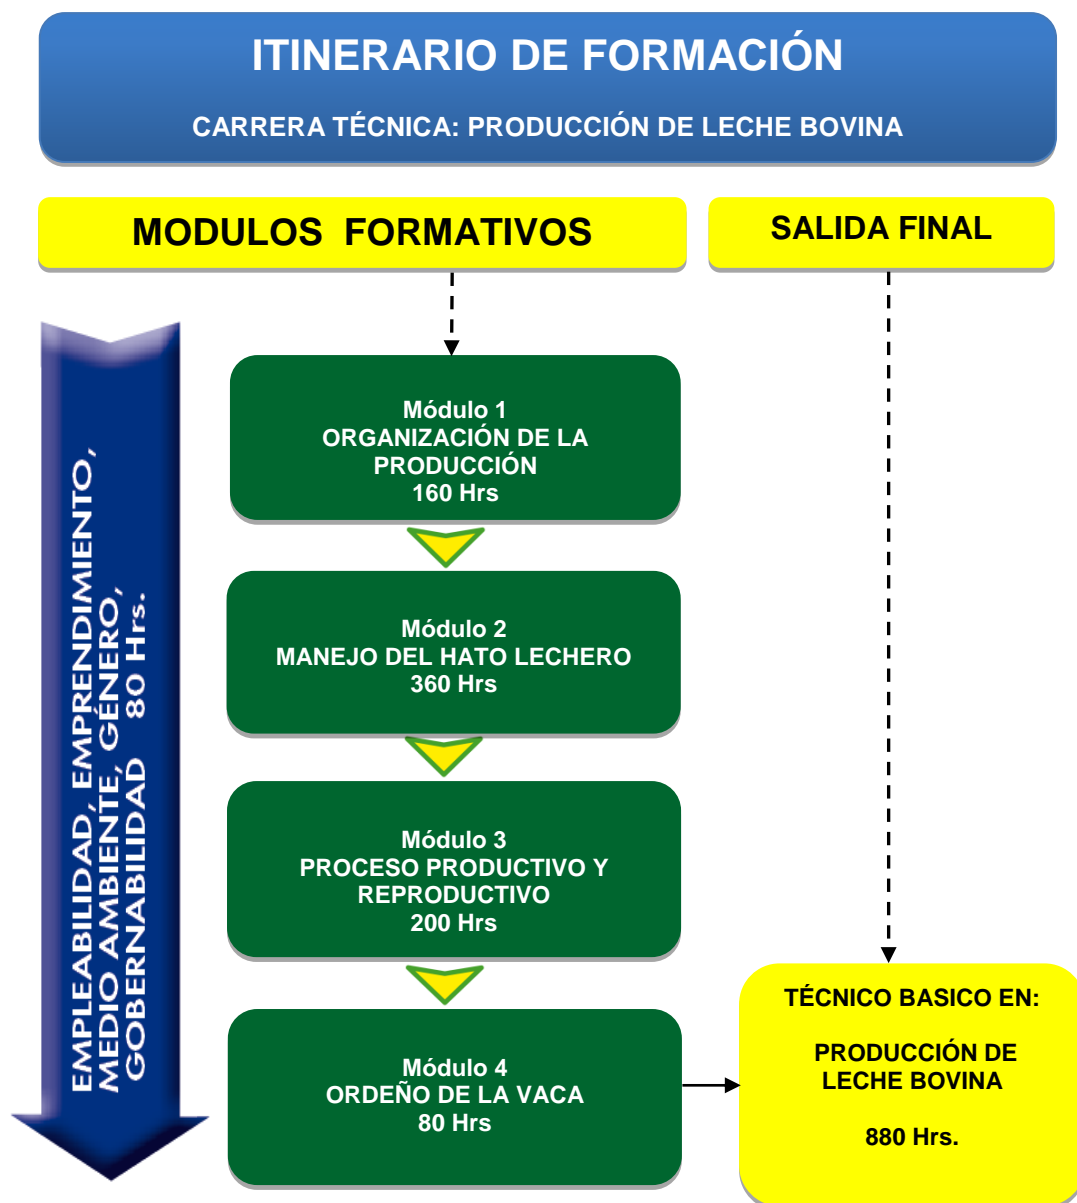 ITINERARIO DE FORMACIÓN
CARRERA TÉCNICA: PRODUCCIÓN DE LECHE BOVINA
MODULOS FORMATIVOS
SALIDA FINAL
EMPLEABILIDAD, EMPRENDIMIENTO,
MEDIO AMBIENTE, GÉNERO,
GOBERNABILIDAD 80 Hrs.
Módulo 1
ORGANIZACIÓN DE LA
PRODUCCIÓN
160 Hrs
Módulo 2
MANEJO DEL HATO LECHERO
360 Hrs
Módulo 3
PROCESO PRODUCTIVO Y
REPRODUCTIVO
200 Hrs
Módulo 4
ORDEÑO DE LA VACA
80 Hrs
TÉCNICO BASICO EN:
PRODUCCIÓN DE
LECHE BOVINA
880 Hrs.